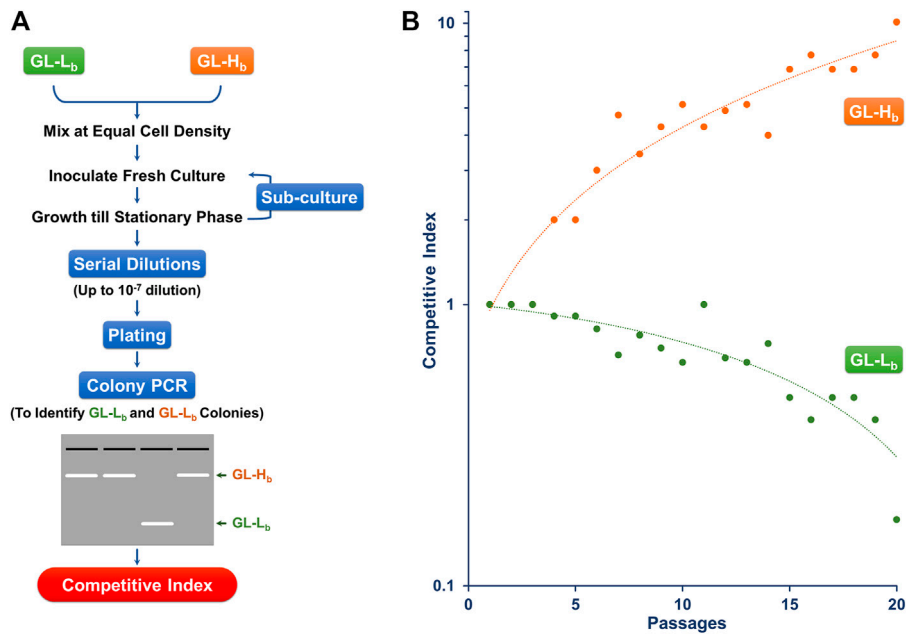 A
GL-Lb
GL-Hb
Mix at Equal Cell Density
Inoculate Fresh Culture
Sub-culture
Growth till Stationary Phase
Serial Dilutions
(Up to 10-7 dilution)
Plating
Colony PCR
(To Identify GL-Lb and GL-Lb Colonies)
GL-Hb
GL-Lb
Competitive Index
B
Competitive Index
10
1
0.1
GL-Hb
GL-Lb
0 5 10 15 20
Passages